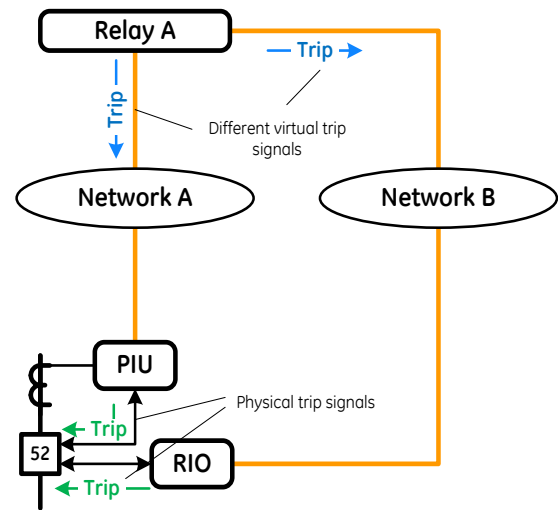 Relay A
Trip
Trip
Different virtual trip
signals
Network A
Network B
PIU
Physical trip signals
Trip
52
RIO
Trip